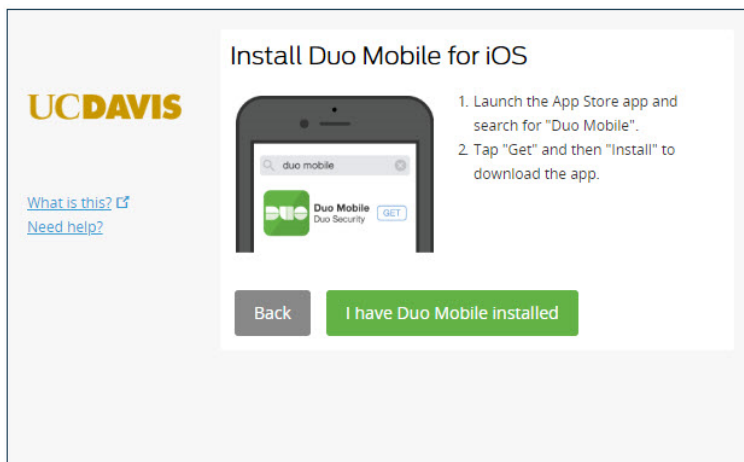 Install Duo Mobile for iOS
UCDAVIS
What is this?
Need help?
duo mobile
DUO
Duo Mobile
Duo Security
GET
1. Launch the App Store app and
search for "Duo Mobile".
2. Tap "Get" and then "Install" to
download the app.
Back
I have Duo Mobile installed